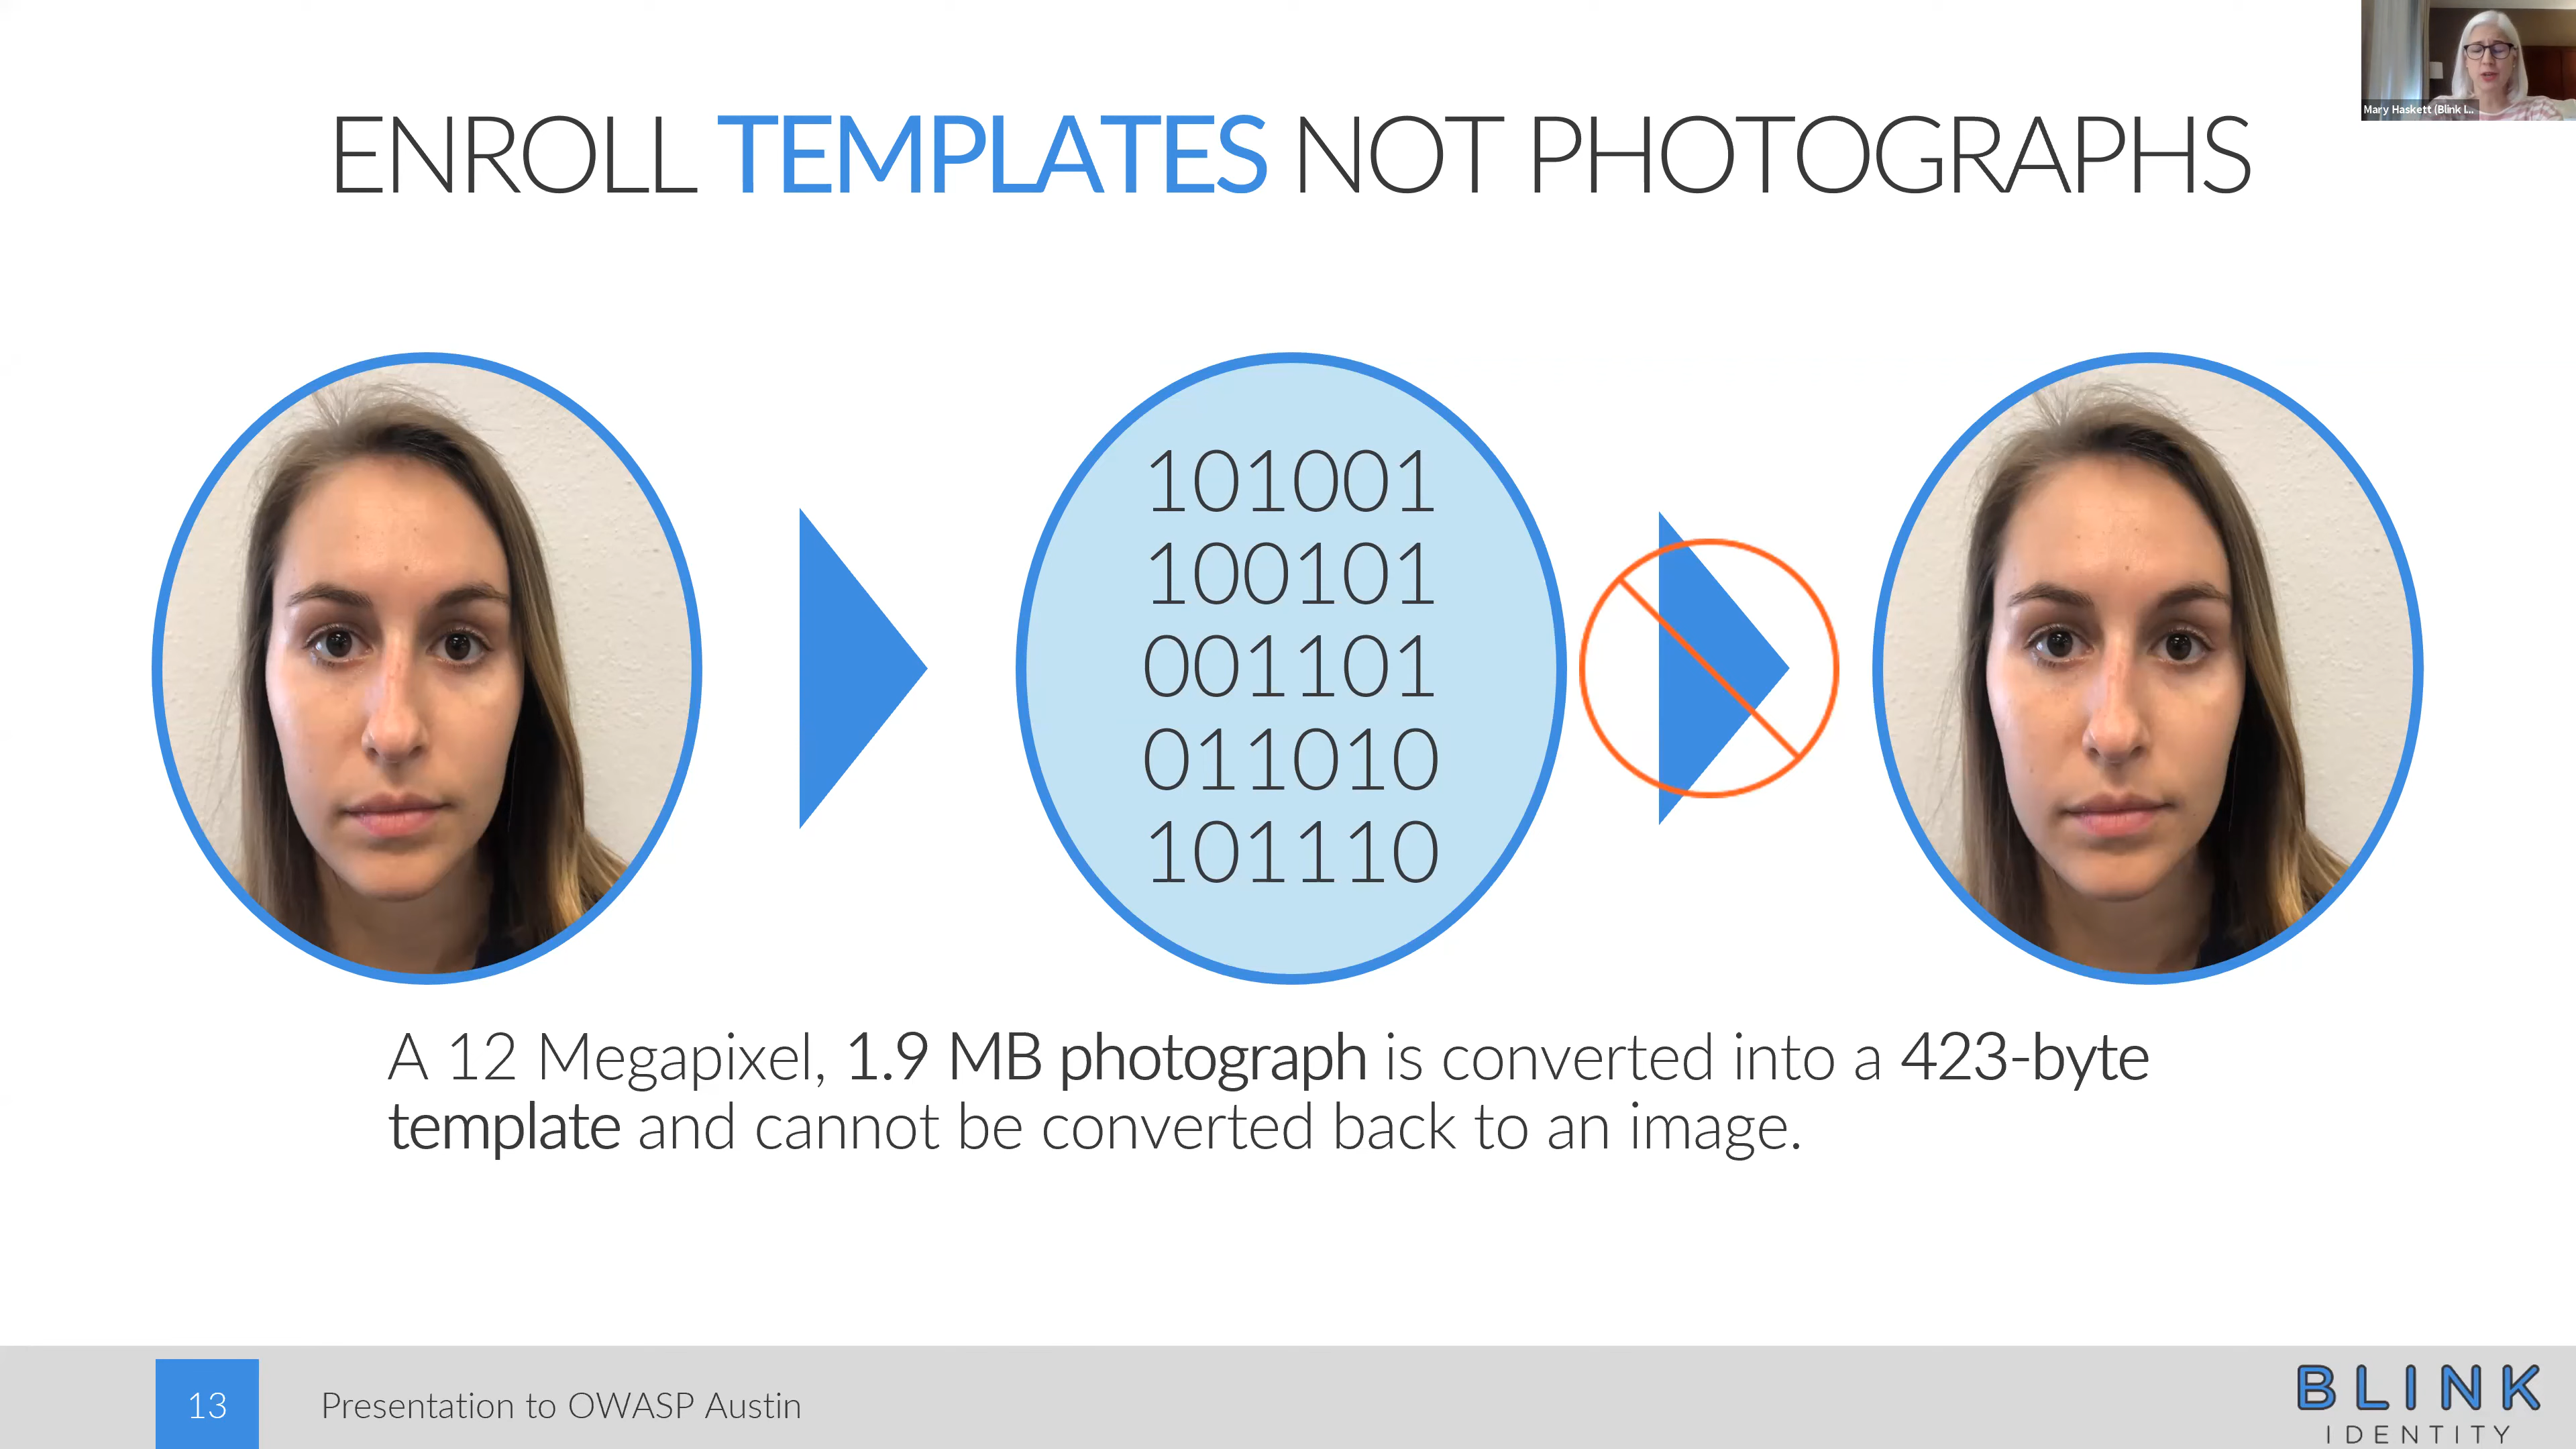 Mary Haskett (Blink I...
ENROLL TEMPLATES NOT PHOTOGRAPHS
101001
100101
001101
011010
101110
A 12 Megapixel, 1.9 MB photograph is converted into a 423-byte
template and cannot be converted back to an image.
13
Presentation to OWASP Austin
BLINK
IDENTITY